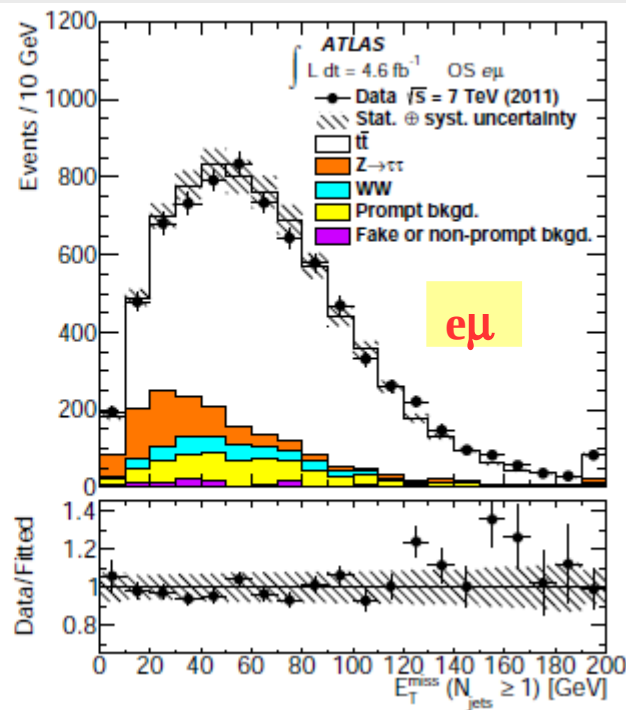 ATLAS
∫ L dt = 4.6 fb⁻¹ OS eμ
Data √s = 7 TeV (2011)
Stat. ⊕ syst. uncertainty
tt̄
Z→ττ
WW
Prompt bkgd.
Fake or non-prompt bkgd.
eμ
Events / 10 GeV
1200
1000
800
600
400
200
0
Data/Fitted
1.4
1.2
1
0.8
0 20 40 60 80 100 120 140 160 180 200
E_T^miss (N_jets ≥ 1) [GeV]